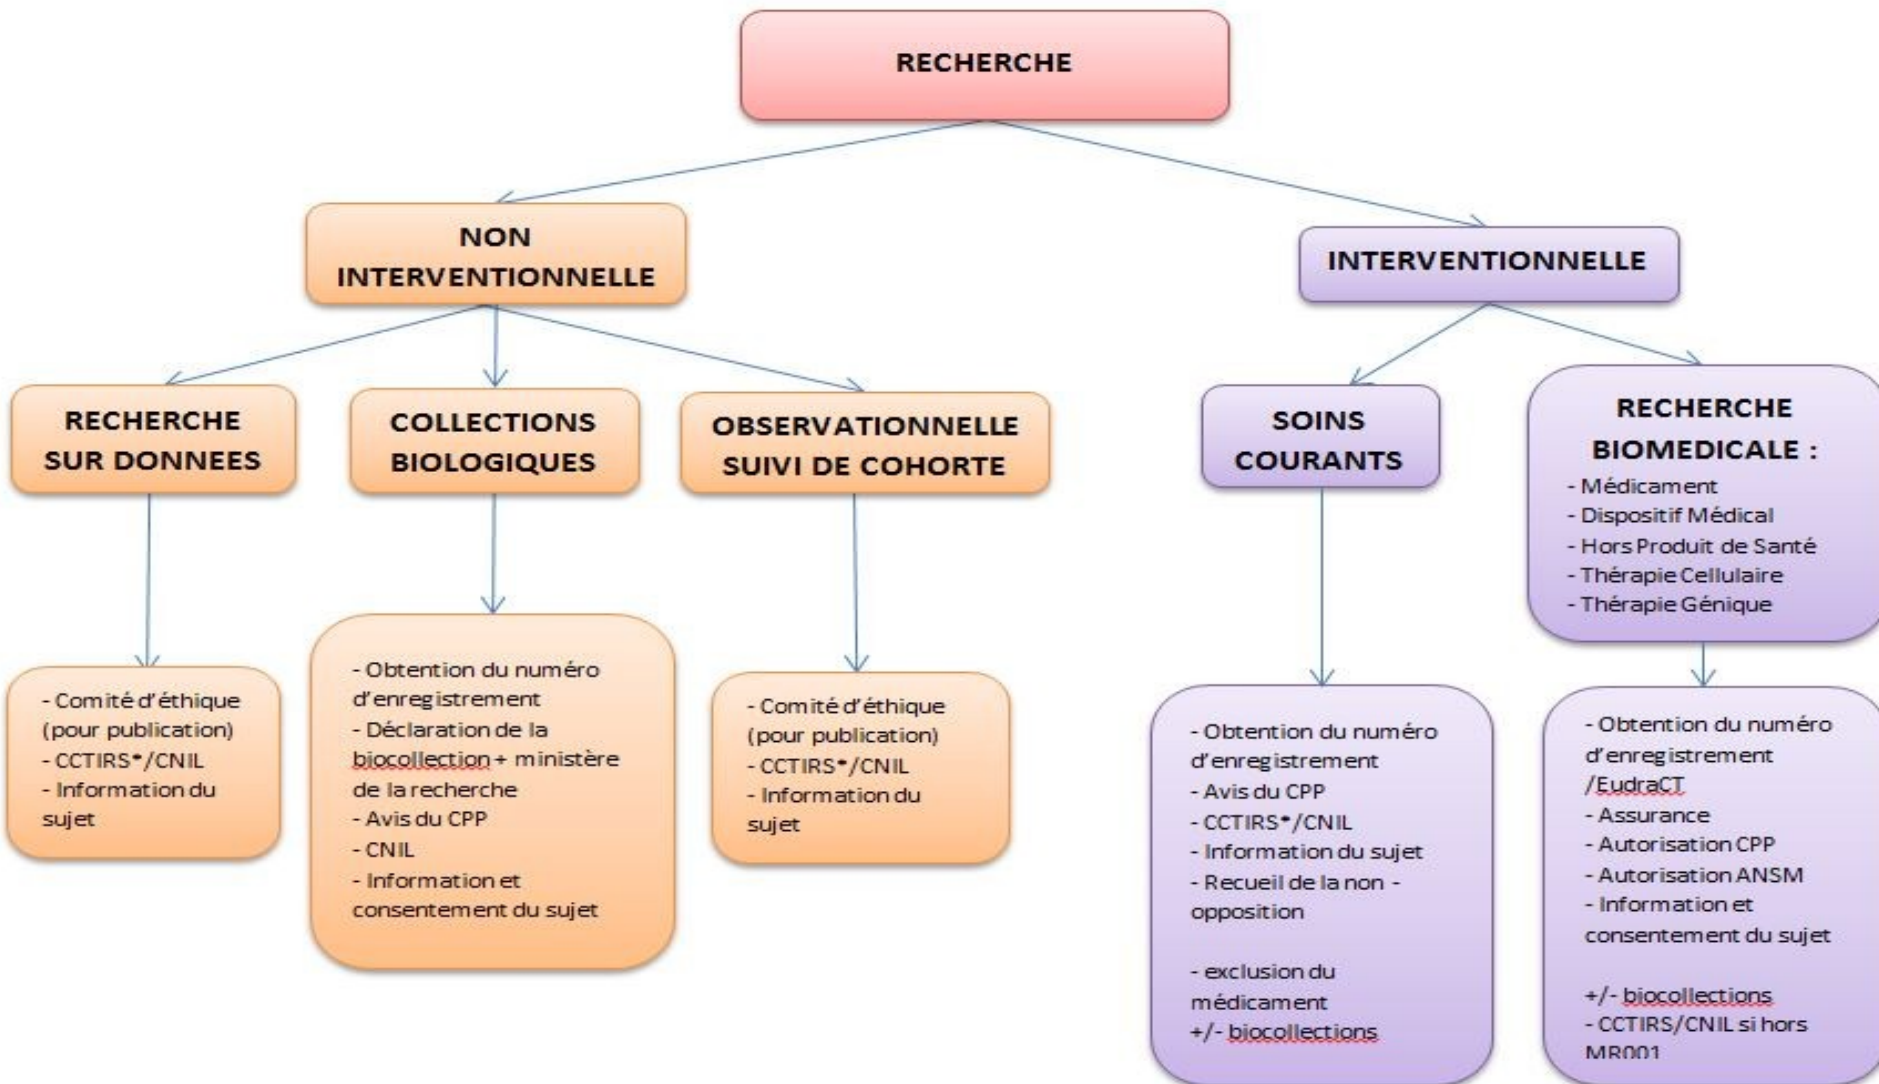 RECHERCHE
NON
INTERVENTIONNELLE
INTERVENTIONNELLE
RECHERCHE
SUR DONNEES
COLLECTIONS
BIOLOGIQUES
OBSERVATIONNELLE
SUIVI DE COHORTE
SOINS
COURANTS
RECHERCHE
BIOMEDICALE :
- Médicament
- Dispositif Médical
- Hors Produit de Santé
- Thérapie Cellulaire
- Thérapie Génique
- Comité d'éthique
(pour publication)
- CCTIRS*/CNIL
- Information du
sujet
- Obtention du numéro
d'enregistrement
- Déclaration de la
biocollection + ministère
de la recherche
- Avis du CPP
- CNIL
- Information et
consentement du sujet
- Comité d'éthique
(pour publication)
- CCTIRS*/CNIL
- Information du
sujet
- Obtention du numéro
d'enregistrement
- Avis du CPP
- CCTIRS*/CNIL
- Information du sujet
- Recueil de la non -
opposition
- exclusion du
médicament
+/- biocollections
- Obtention du numéro
d'enregistrement
/EudraCT
- Assurance
- Autorisation CPP
- Autorisation ANSM
- Information et
consentement du sujet
+/- biocollections
- CCTIRS/CNIL si hors
MR001